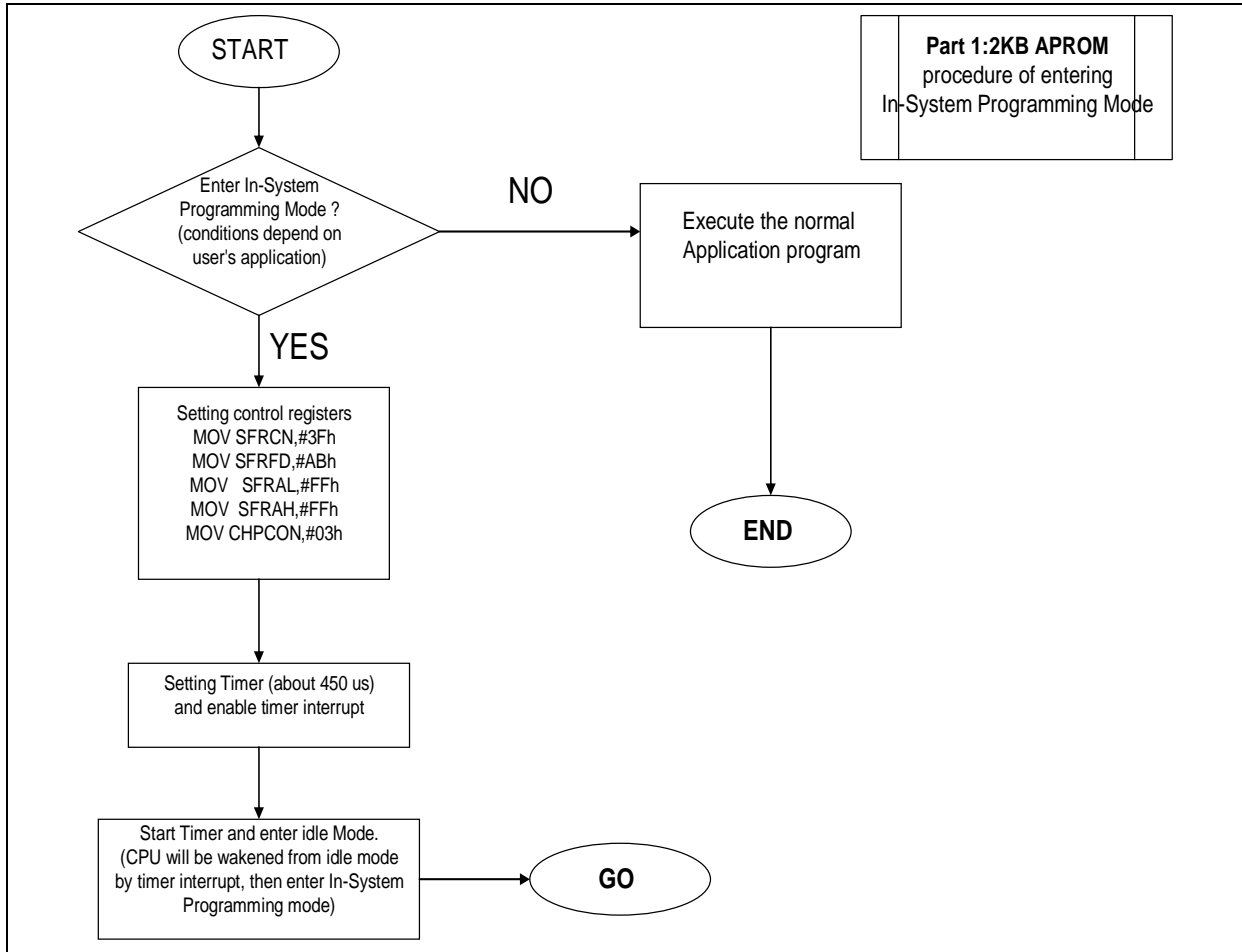 START
Part 1:2KB APROM
procedure of entering
In-System Programming Mode
Enter In-System
Programming Mode ?
(conditions depend on
user's application)
NO
Execute the normal
Application program
YES
Setting control registers
MOV SFRCN,#3Fh
MOV SFRFD,#ABh
MOV SFRAL,#FFh
MOV SFRAH,#FFh
MOV CHPCON,#03h
END
Setting Timer (about 450 us)
and enable timer interrupt
Start Timer and enter idle Mode.
(CPU will be wakened from idle mode
by timer interrupt, then enter In-System
Programming mode)
GO